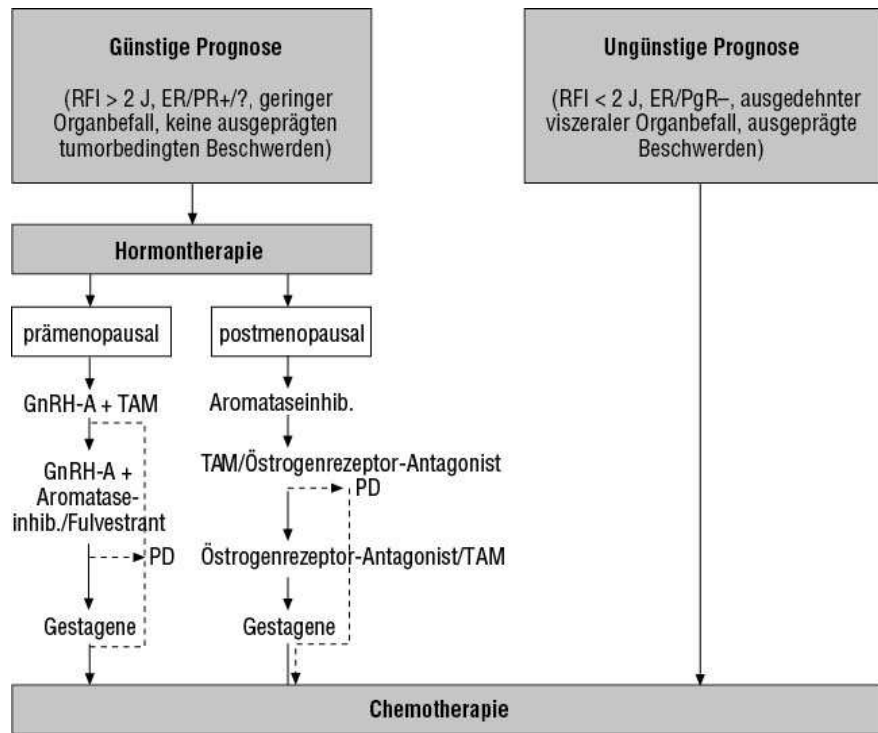 Günstige Prognose
(RFI > 2 J, ER/PR+/?, geringer
Organbefall, keine ausgeprägten
tumorbedingten Beschwerden)
Ungünstige Prognose
(RFI < 2 J, ER/PgR–, ausgedehnter
viszeraler Organbefall, ausgeprägte
Beschwerden)
Hormontherapie
prämenopausal
GnRH-A + TAM
GnRH-A +
Aromatase-
inhib./Fulvestrant
PD
Gestagene
postmenopausal
Aromataseinhib.
TAM/Östrogenrezeptor-Antagonist
PD
Östrogenrezeptor-Antagonist/TAM
Gestagene
Chemotherapie